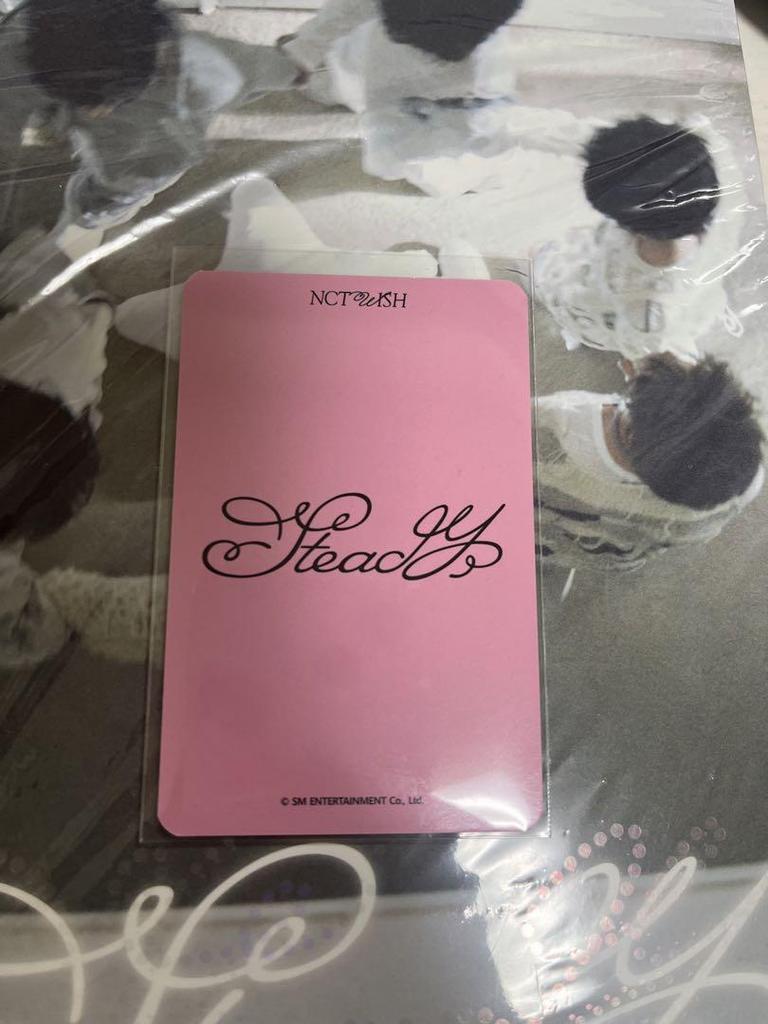 NCT WISH
Steady
© SM ENTERTAINMENT Co., Ltd.